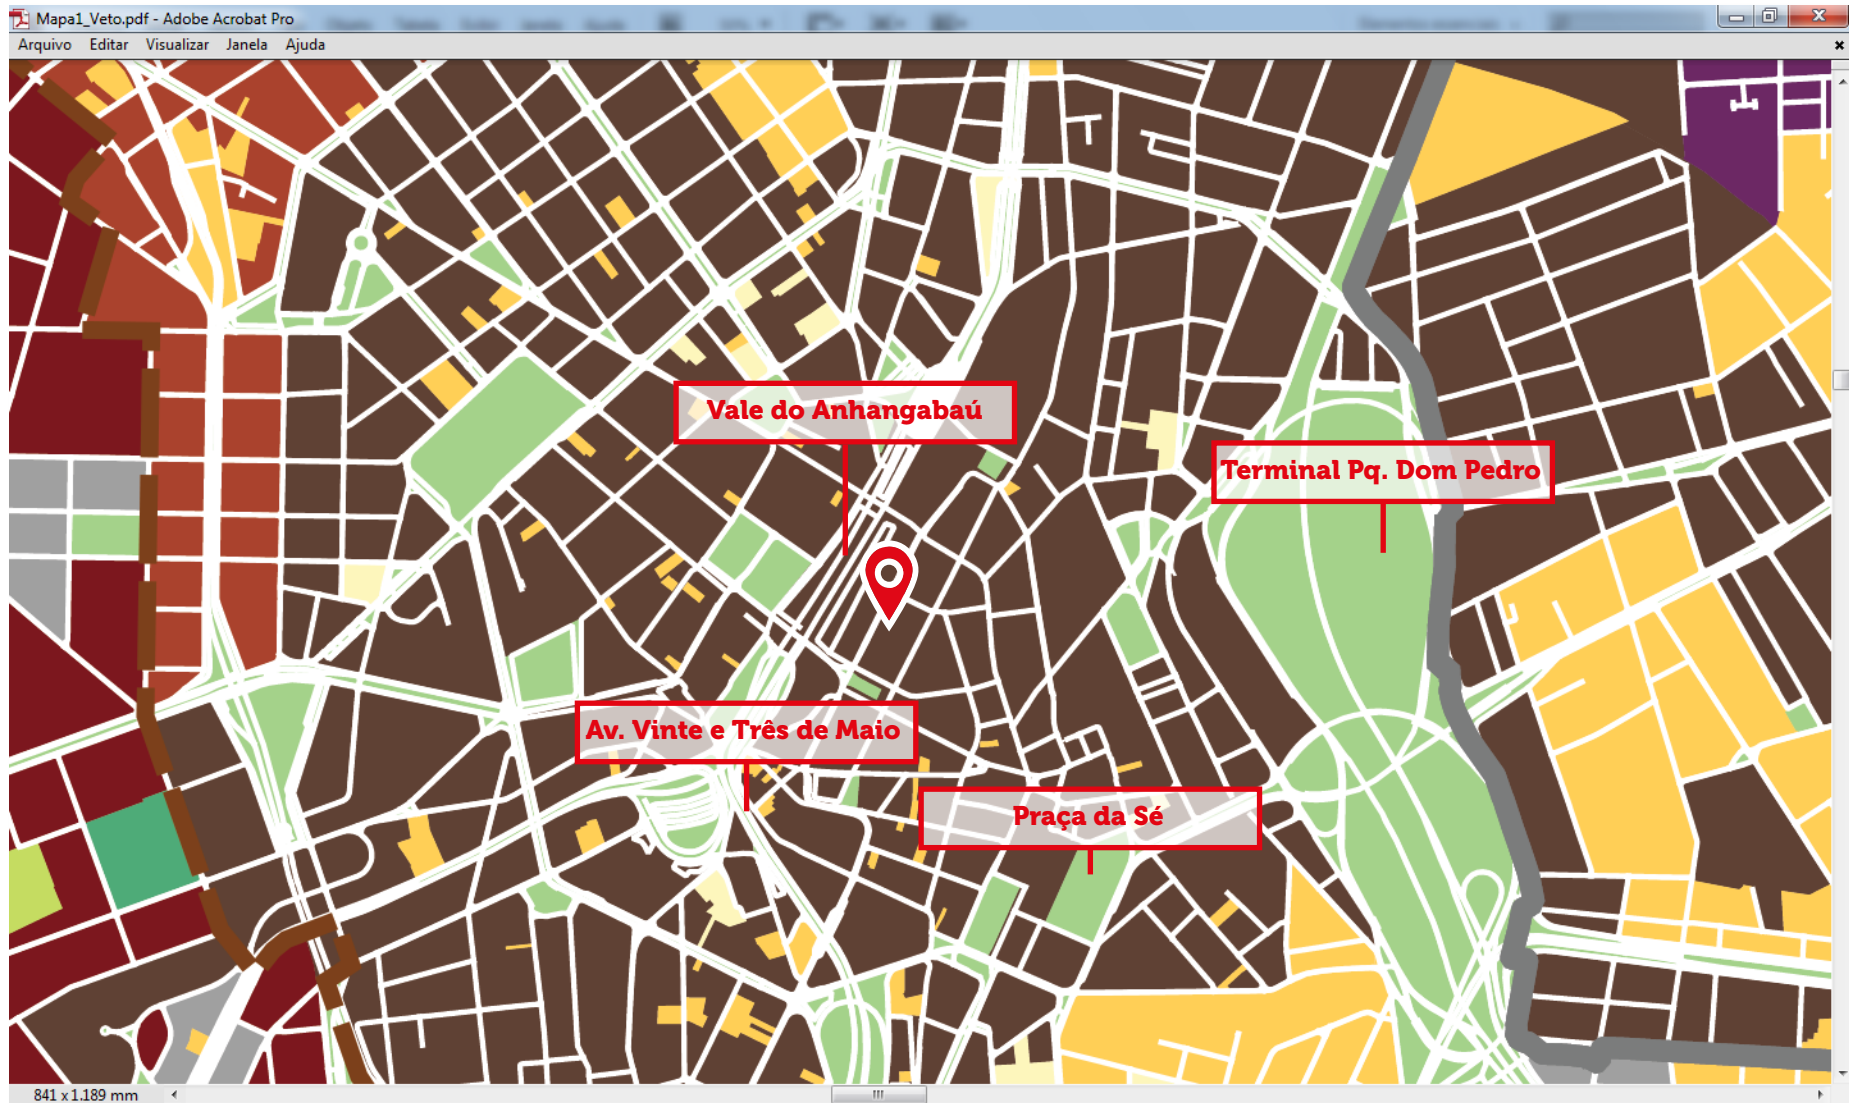 Mapa1_Veto.pdf - Adobe Acrobat Pro
Arquivo Editar Visualizar Janela Ajuda
Vale do Anhangabaú
Terminal Pq. Dom Pedro
Av. Vinte e Três de Maio
Praça da Sé
841 x 1.189 mm